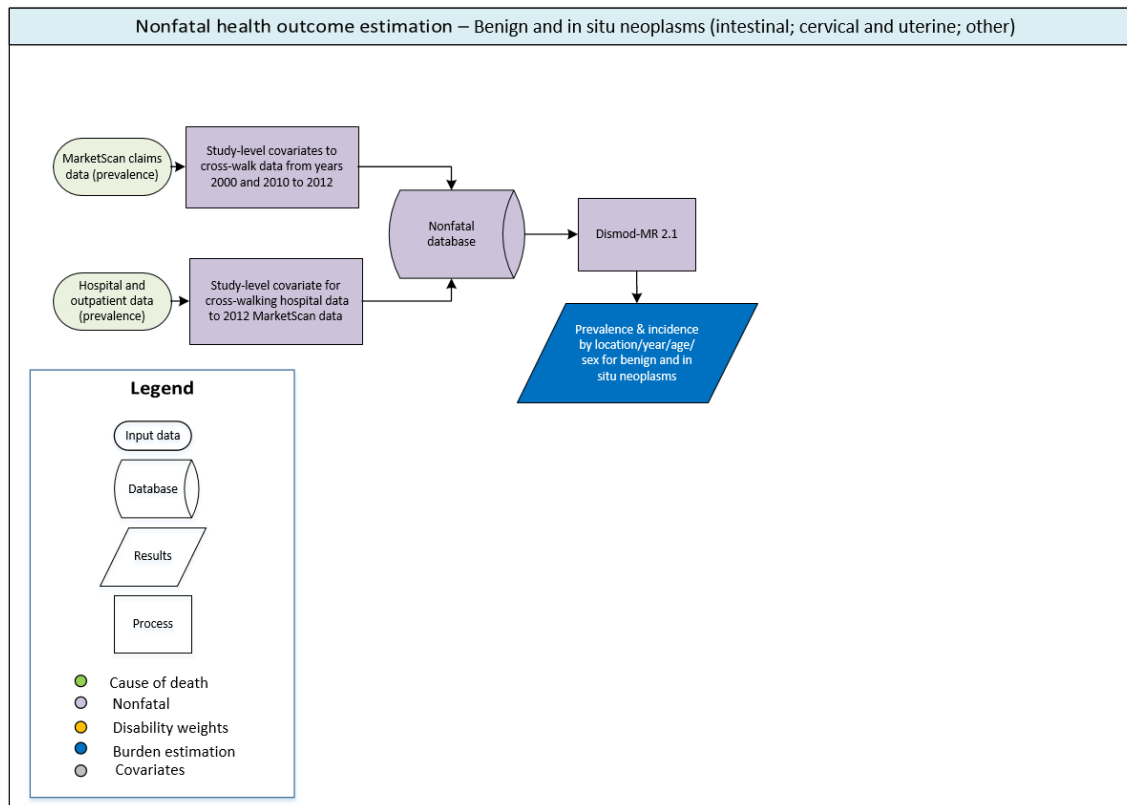 Nonfatal health outcome estimation – Benign and in situ neoplasms (intestinal; cervical and uterine; other)
MarketScan claims
data (prevalence)
Study-level covariates to
cross-walk data from years
2000 and 2010 to 2012
Nonfatal
database
Dismod-MR 2.1
Hospital and
outpatient data
(prevalence)
Study-level covariate for
cross-walking hospital data
to 2012 MarketScan data
Prevalence & incidence
by location/year/age/
sex for benign and in
situ neoplasms
Legend
Input data
Database
Results
Process
Cause of death
Nonfatal
Disability weights
Burden estimation
Covariates